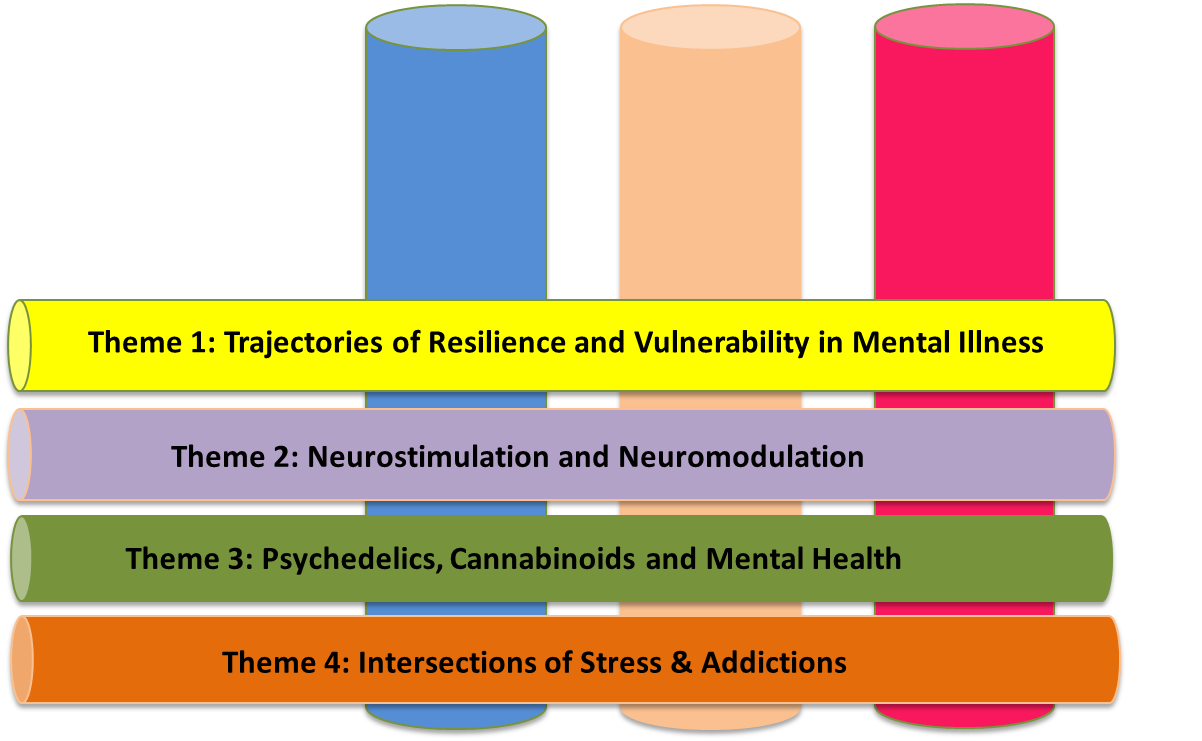 Theme 1: Trajectories of Resilience and Vulnerability in Mental Illness
Theme 2: Neurostimulation and Neuromodulation
Theme 3: Psychedelics, Cannabinoids and Mental Health
Theme 4: Intersections of Stress & Addictions